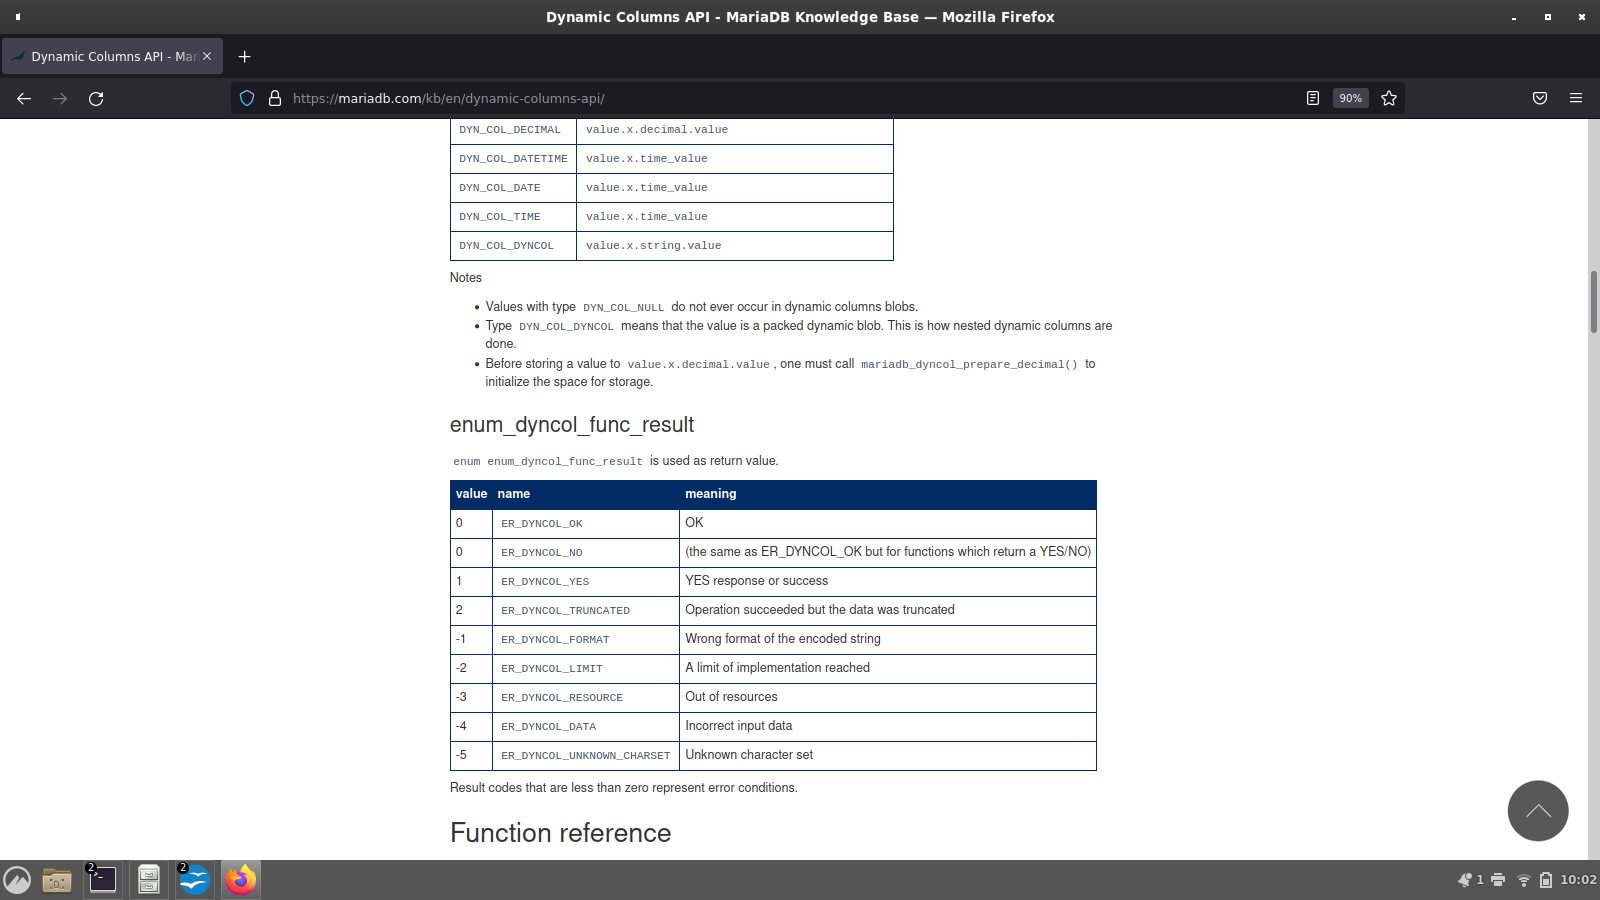 Dynamic Columns API - MariaDB Knowledge Base — Mozilla Firefox
Dynamic Columns API - Mar
https://mariadb.com/kb/en/dynamic-columns-api/
90%
DYN_COL_DECIMAL value.x.decimal.value
DYN_COL_DATETIME value.x.time_value
DYN_COL_DATE value.x.time_value
DYN_COL_TIME value.x.time_value
DYN_COL_DYNCOL value.x.string.value
Notes
• Values with type DYN_COL_NULL do not ever occur in dynamic columns blobs.
• Type DYN_COL_DYNCOL means that the value is a packed dynamic blob. This is how nested dynamic columns are
done.
• Before storing a value to value.x.decimal.value , one must call mariadb_dyncol_prepare_decimal() to
initialize the space for storage.
enum_dyncol_func_result
enum enum_dyncol_func_result is used as return value.
value name meaning
0 ER_DYNCOL_OK OK
0 ER_DYNCOL_NO (the same as ER_DYNCOL_OK but for functions which return a YES/NO)
1 ER_DYNCOL_YES YES response or success
2 ER_DYNCOL_TRUNCATED Operation succeeded but the data was truncated
-1 ER_DYNCOL_FORMAT Wrong format of the encoded string
-2 ER_DYNCOL_LIMIT A limit of implementation reached
-3 ER_DYNCOL_RESOURCE Out of resources
-4 ER_DYNCOL_DATA Incorrect input data
-5 ER_DYNCOL_UNKNOWN_CHARSET Unknown character set
Result codes that are less than zero represent error conditions.
Function reference
2 2 1 10:02